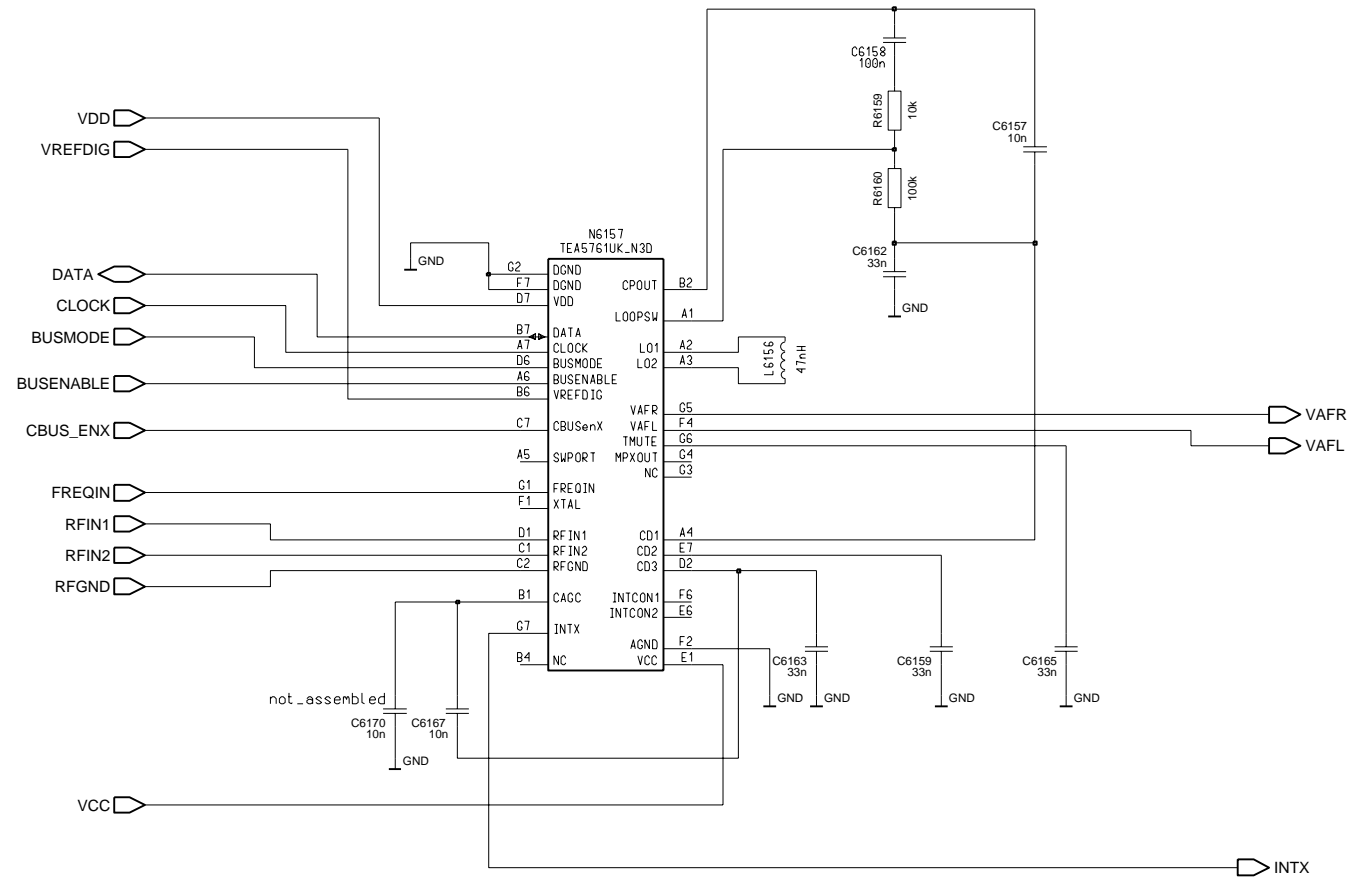 C6158
100n
R6159
10k
C6157
10n
R6160
100k
C6162
33n
GND
VDD
VREFDIG
DATA
CLOCK
BUSMODE
BUSENABLE
CBUS_ENX
FREQIN
RFIN1
RFIN2
RFGND
VCC
N6157
TEA5761UK_N3D
GND
G2 DGND
F7 DGND
D7 VDD
B7 DATA
A7 CLOCK
D6 BUSMODE
A6 BUSENABLE
B6 VREFDIG
C7 CBUSenX
A5 SWPORT
G1 FREQIN
F1 XTAL
D1 RFIN1
C1 RFIN2
C2 RFGND
B1 CAGC
G7 INTX
B4 NC
CPOUT B2
LOOPSW A1
LO1 A2
LO2 A3
L6156
47nH
VAFR G5
VAFL F4
TMUTE G6
MPXOUT G4
NC G3
CD1 A4
CD2 E7
CD3 D2
INTCON1 F6
INTCON2 E6
AGND F2
VCC E1
VAFR
VAFL
C6163
33n
GND
GND
C6159
33n
GND
C6165
33n
GND
not_assembled
C6170
10n
GND
C6167
10n
INTX